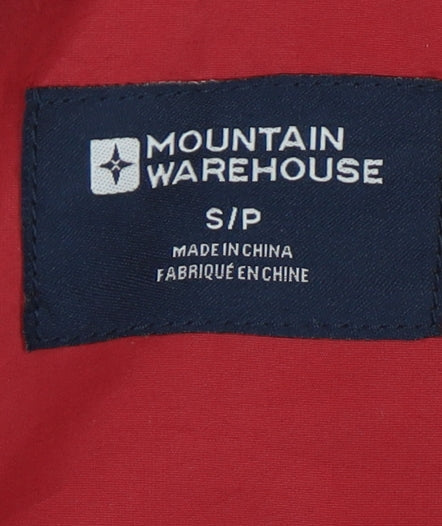 MOUNTAIN
WAREHOUSE
S/P
MADE IN CHINA
FABRIQUÉ EN CHINE